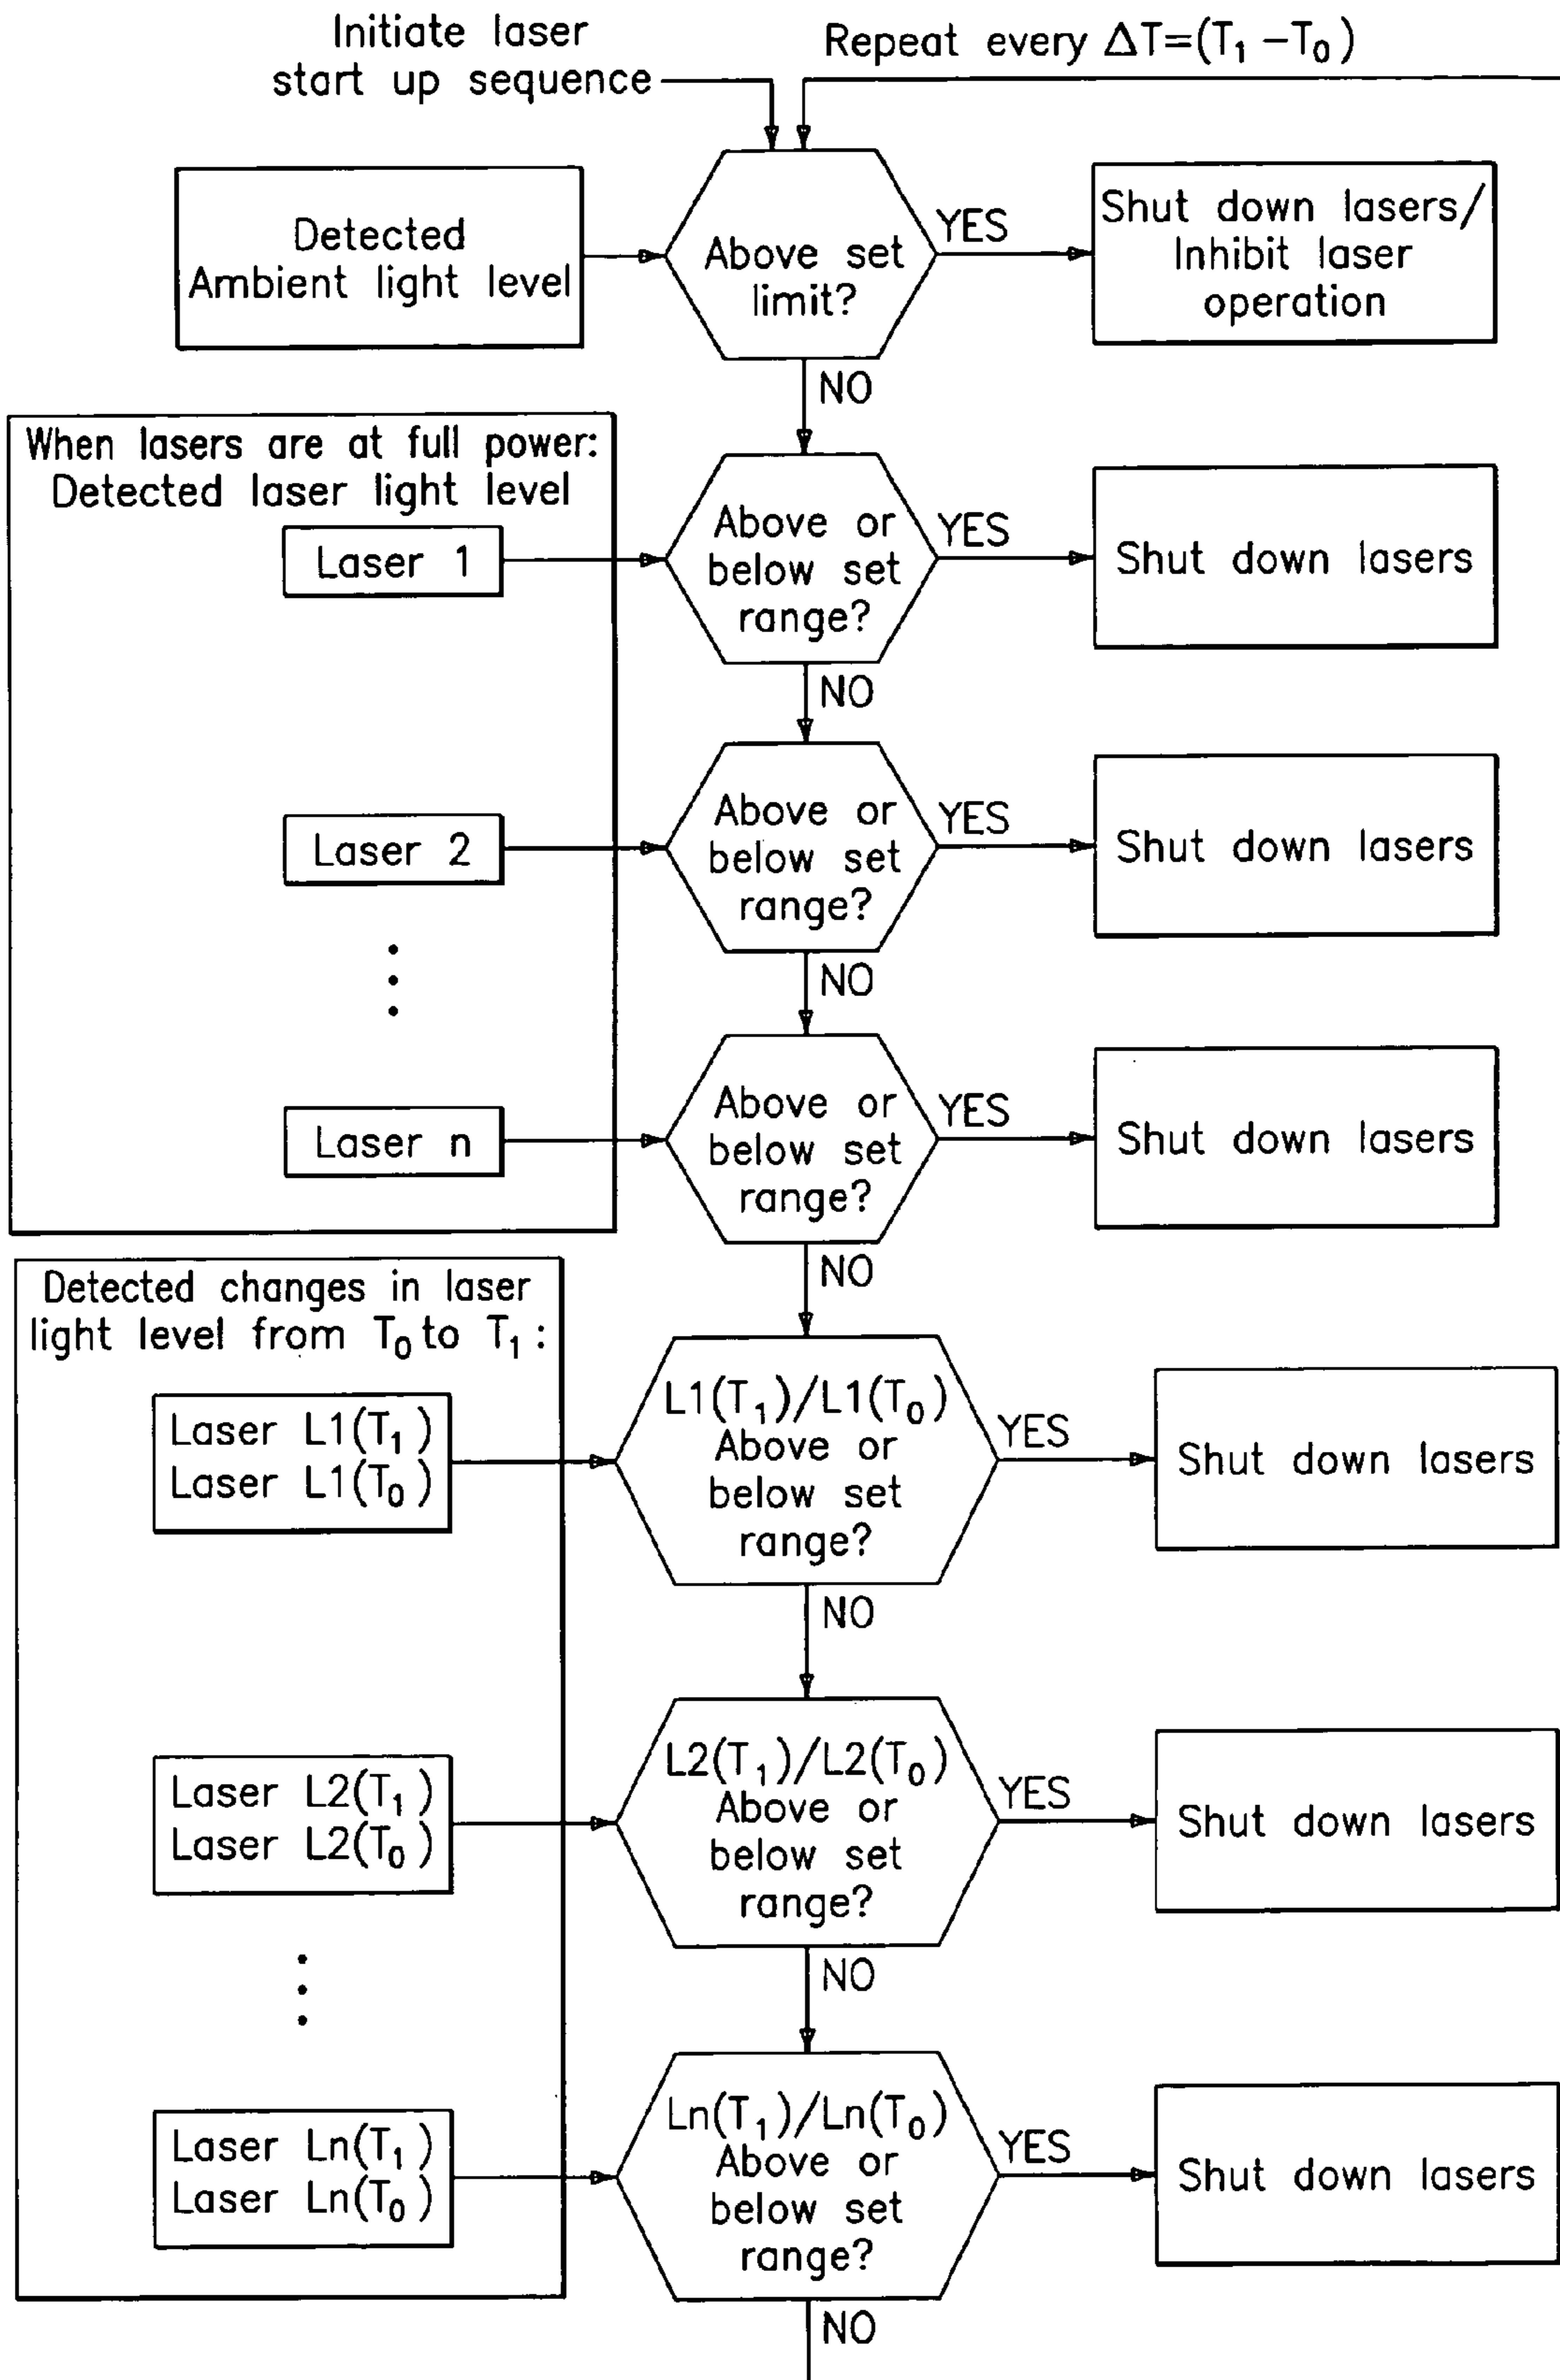 Initiate laser
start up sequence
Repeat every ΔT=(T₁ −T₀)
Detected
Ambient light level
Above set
limit?
YES
Shut down lasers/
Inhibit laser
operation
NO
When lasers are at full power:
Detected laser light level
Laser 1
Above or
below set
range?
YES
Shut down lasers
NO
Laser 2
Above or
below set
range?
YES
Shut down lasers
NO
Laser n
Above or
below set
range?
YES
Shut down lasers
NO
Detected changes in laser
light level from T₀ to T₁ :
Laser L1(T₁)
Laser L1(T₀)
L1(T₁)/L1(T₀)
Above or
below set
range?
YES
Shut down lasers
NO
Laser L2(T₁)
Laser L2(T₀)
L2(T₁)/L2(T₀)
Above or
below set
range?
YES
Shut down lasers
NO
Laser Ln(T₁)
Laser Ln(T₀)
Ln(T₁)/Ln(T₀)
Above or
below set
range?
YES
Shut down lasers
NO